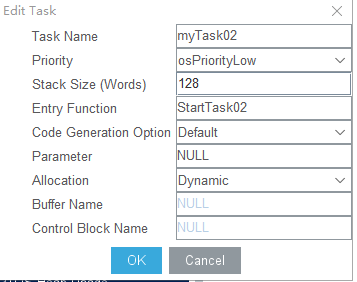 Edit Task
Task Name myTask02
Priority osPriorityLow
Stack Size (Words) 128
Entry Function StartTask02
Code Generation Option Default
Parameter NULL
Allocation Dynamic
Buffer Name NULL
Control Block Name NULL
OK Cancel